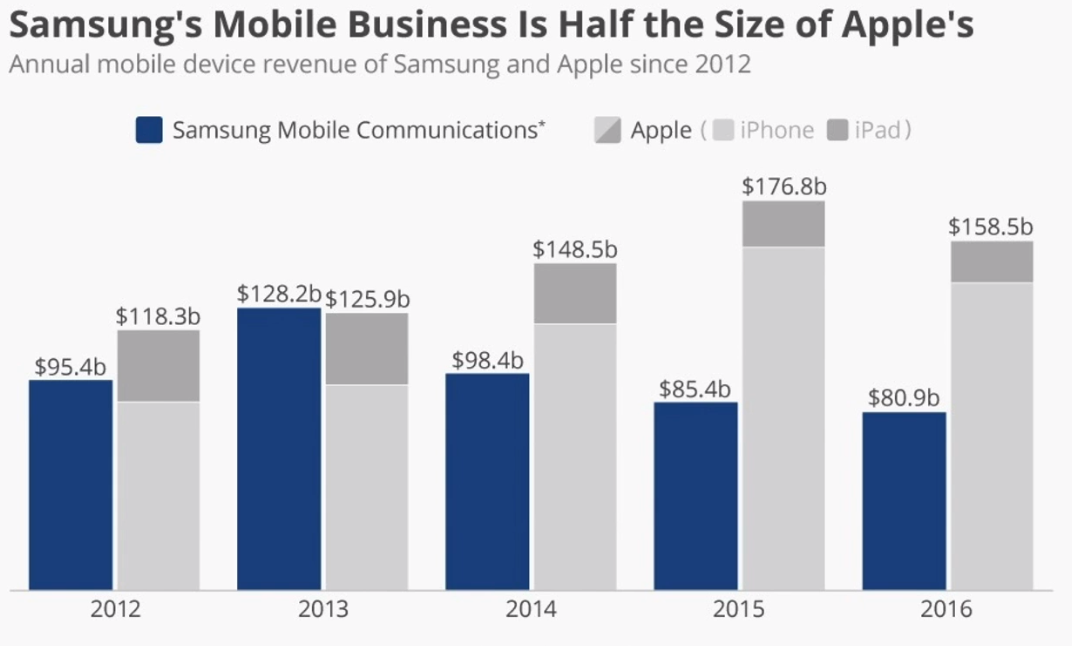 Samsung's Mobile Business Is Half the Size of Apple's
Annual mobile device revenue of Samsung and Apple since 2012
Samsung Mobile Communications* Apple ( iPhone iPad )
$95.4b
$118.3b
$128.2b
$125.9b
$98.4b
$148.5b
$85.4b
$176.8b
$80.9b
$158.5b
2012 2013 2014 2015 2016